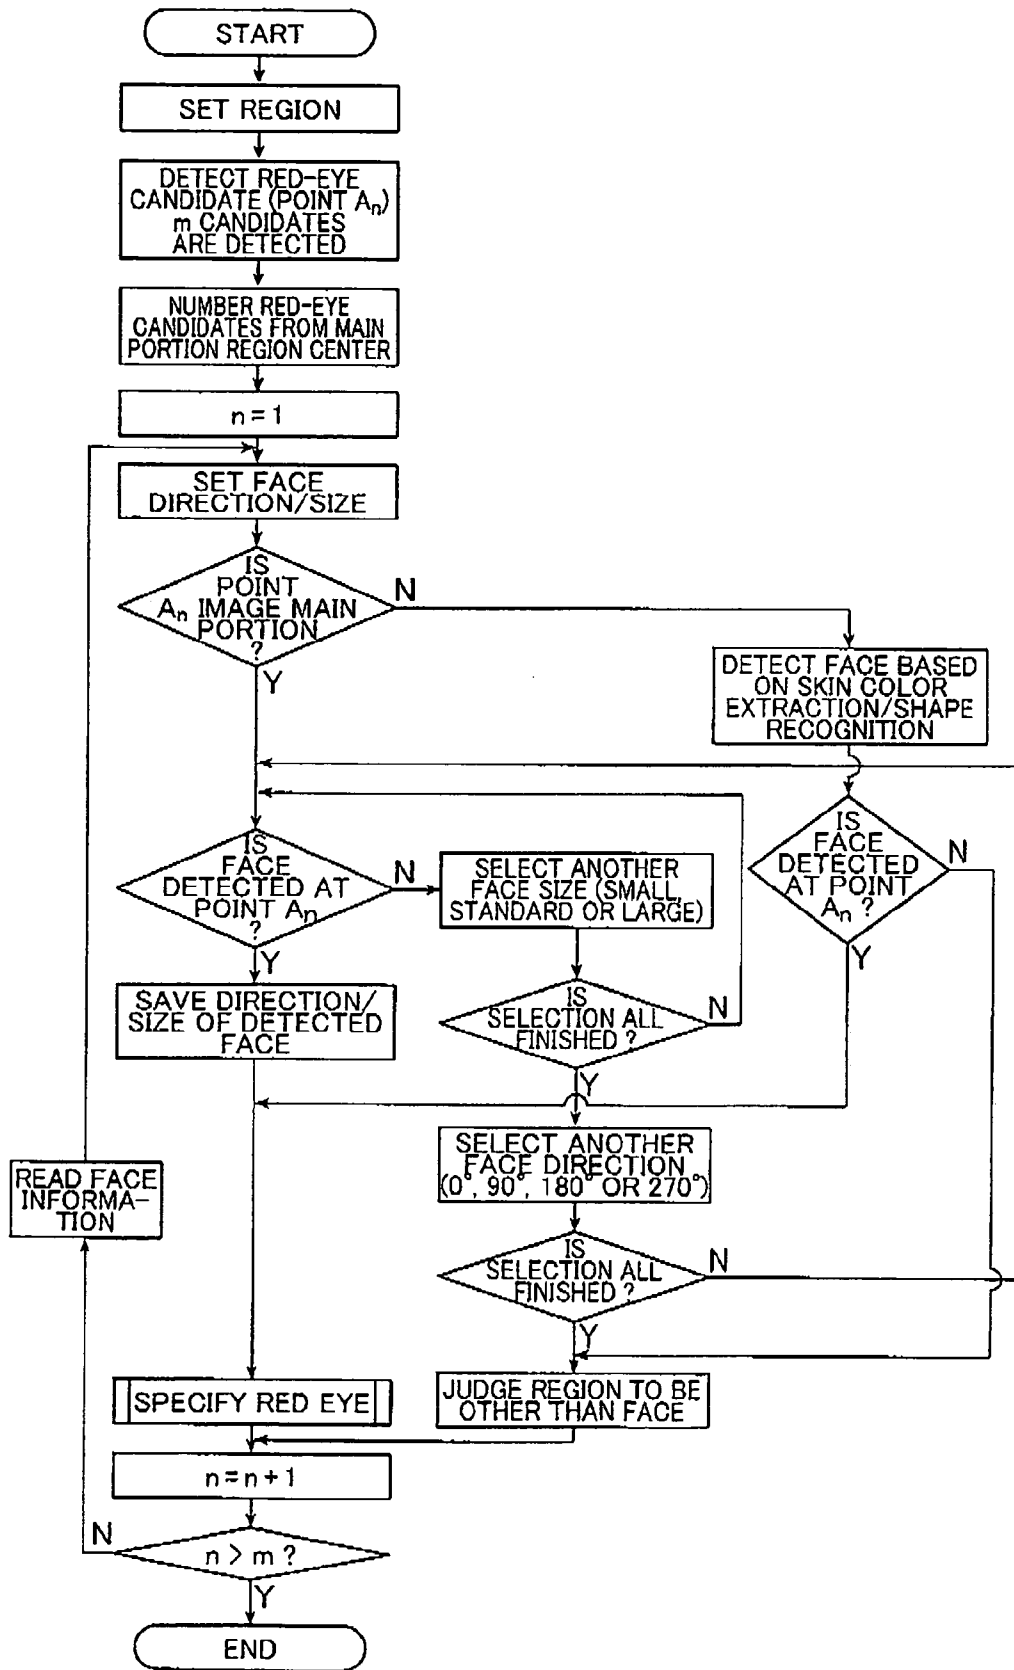 START
SET REGION
DETECT RED-EYE
CANDIDATE (POINT An)
m CANDIDATES
ARE DETECTED
NUMBER RED-EYE
CANDIDATES FROM MAIN
PORTION REGION CENTER
n = 1
SET FACE
DIRECTION/SIZE
IS
POINT
An IMAGE MAIN
PORTION
?
N
Y
DETECT FACE BASED
ON SKIN COLOR
EXTRACTION/SHAPE
RECOGNITION
IS
FACE
DETECTED AT
POINT An
?
N
Y
SELECT ANOTHER
FACE SIZE (SMALL,
STANDARD OR LARGE)
IS
FACE
DETECTED
AT POINT
An ?
N
Y
SAVE DIRECTION/
SIZE OF DETECTED
FACE
IS
SELECTION ALL
FINISHED ?
N
Y
SELECT ANOTHER
FACE DIRECTION
(0°, 90°, 180° OR 270°)
READ FACE
INFORMA-
TION
IS
SELECTION ALL
FINISHED ?
N
Y
SPECIFY RED EYE
JUDGE REGION TO BE
OTHER THAN FACE
n = n + 1
n > m ?
N
Y
END